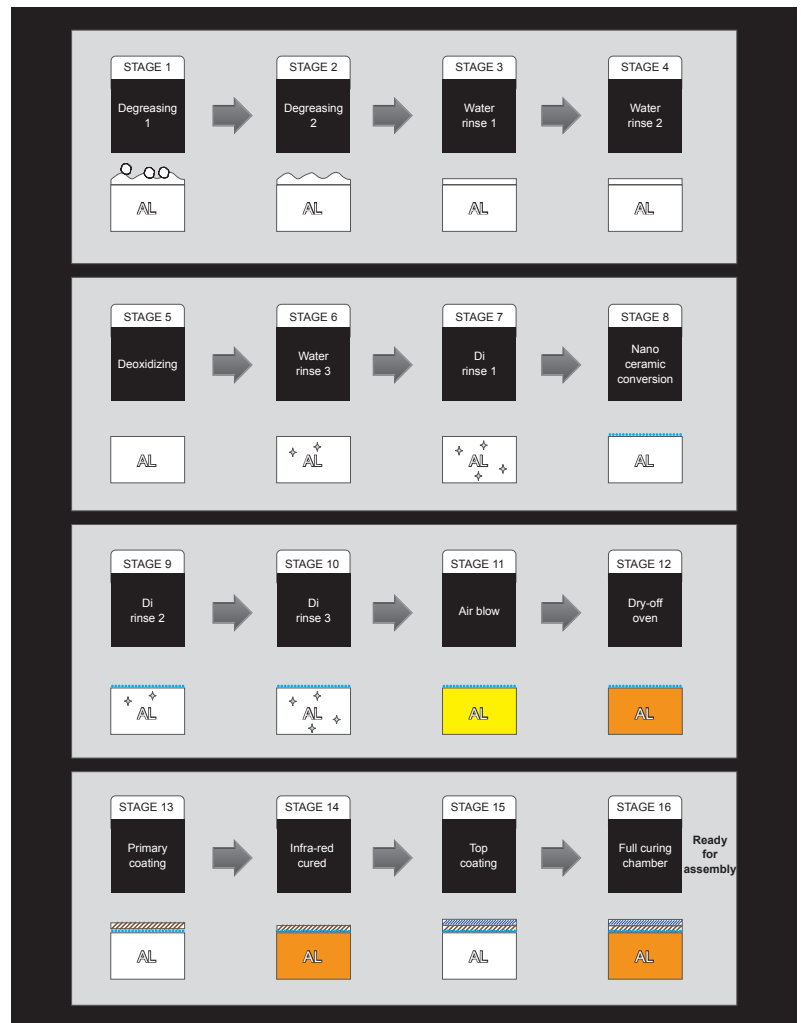 STAGE 1
Degreasing
1
AL
STAGE 2
Degreasing
2
AL
STAGE 3
Water
rinse 1
AL
STAGE 4
Water
rinse 2
AL
STAGE 5
Deoxidizing
AL
STAGE 6
Water
rinse 3
AL
STAGE 7
Di
rinse 1
AL
STAGE 8
Nano
ceramic
conversion
AL
STAGE 9
Di
rinse 2
AL
STAGE 10
Di
rinse 3
AL
STAGE 11
Air blow
AL
STAGE 12
Dry-off
oven
AL
STAGE 13
Primary
coating
AL
STAGE 14
Infra-red
cured
AL
STAGE 15
Top
coating
AL
STAGE 16
Full curing
chamber
AL
Ready
for
assembly